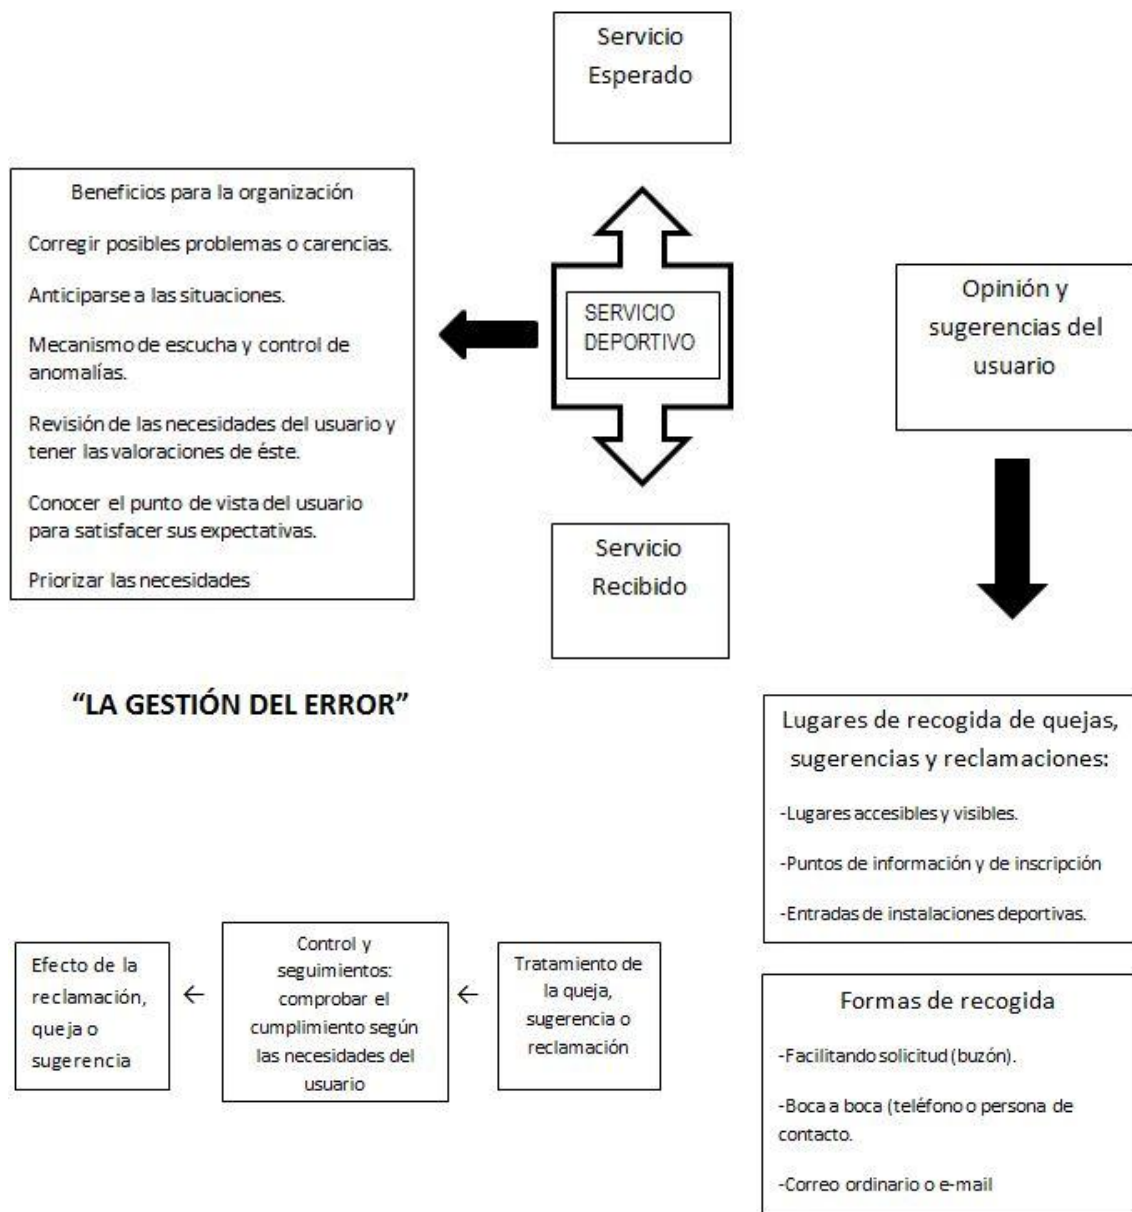 Servicio
Esperado
Beneficios para la organización
Corregir posibles problemas o carencias.
Anticiparse a las situaciones.
Mecanismo de escucha y control de
anomalías.
Revisión de las necesidades del usuario y
tener las valoraciones de éste.
Conocer el punto de vista del usuario
para satisfacer sus expectativas.
Priorizar las necesidades
SERVICIO
DEPORTIVO
Opinión y
sugerencias del
usuario
Servicio
Recibido
“LA GESTIÓN DEL ERROR”
Lugares de recogida de quejas,
sugerencias y reclamaciones:
-Lugares accesibles y visibles.
-Puntos de información y de inscripción
-Entradas de instalaciones deportivas.
Efecto de la
reclamación,
queja o
sugerencia
←
Control y
seguimientos:
comprobar el
cumplimiento según
las necesidades del
usuario
←
Tratamiento de
la queja,
sugerencia o
reclamación
Formas de recogida
-Facilitando solicitud (buzón).
-Boca a boca (teléfono o persona de
contacto.
-Correo ordinario o e-mail